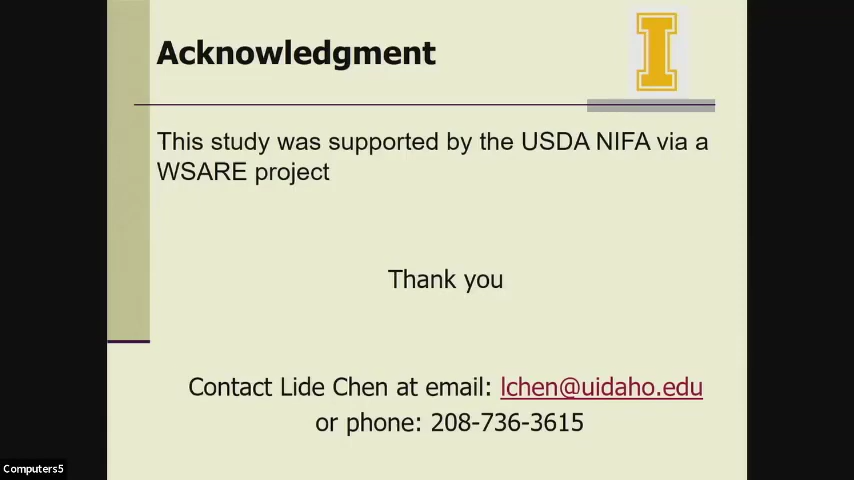 Acknowledgment
I
This study was supported by the USDA NIFA via a
WSARE project
Thank you
Contact Lide Chen at email: lchen@uidaho.edu
or phone: 208-736-3615
Computers5